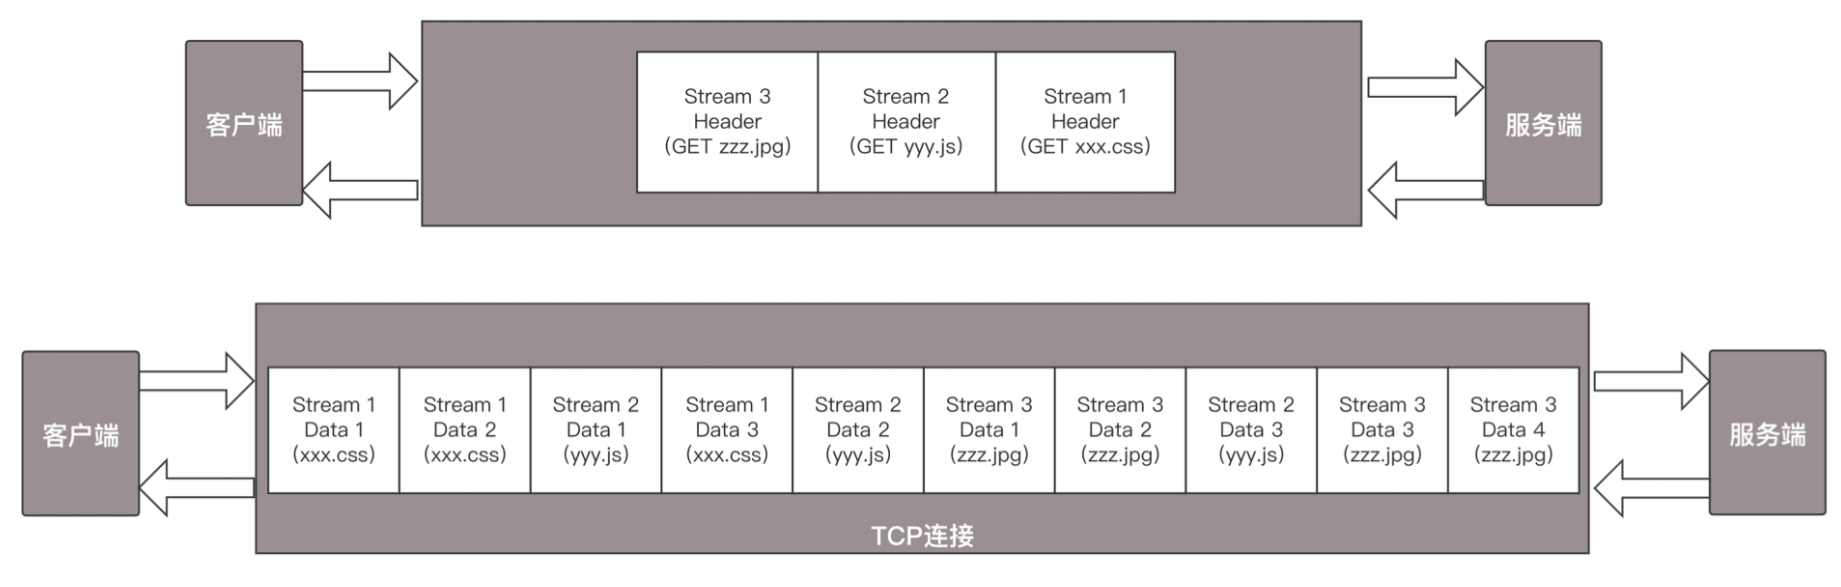 客户端
Stream 3
Header
(GET zzz.jpg)
Stream 2
Header
(GET yyy.js)
Stream 1
Header
(GET xxx.css)
服务端
客户端
Stream 1
Data 1
(xxx.css)
Stream 1
Data 2
(xxx.css)
Stream 2
Data 1
(yyy.js)
Stream 1
Data 3
(xxx.css)
Stream 2
Data 2
(yyy.js)
Stream 3
Data 1
(zzz.jpg)
Stream 3
Data 2
(zzz.jpg)
Stream 2
Data 3
(yyy.js)
Stream 3
Data 3
(zzz.jpg)
Stream 3
Data 4
(zzz.jpg)
服务端
TCP连接